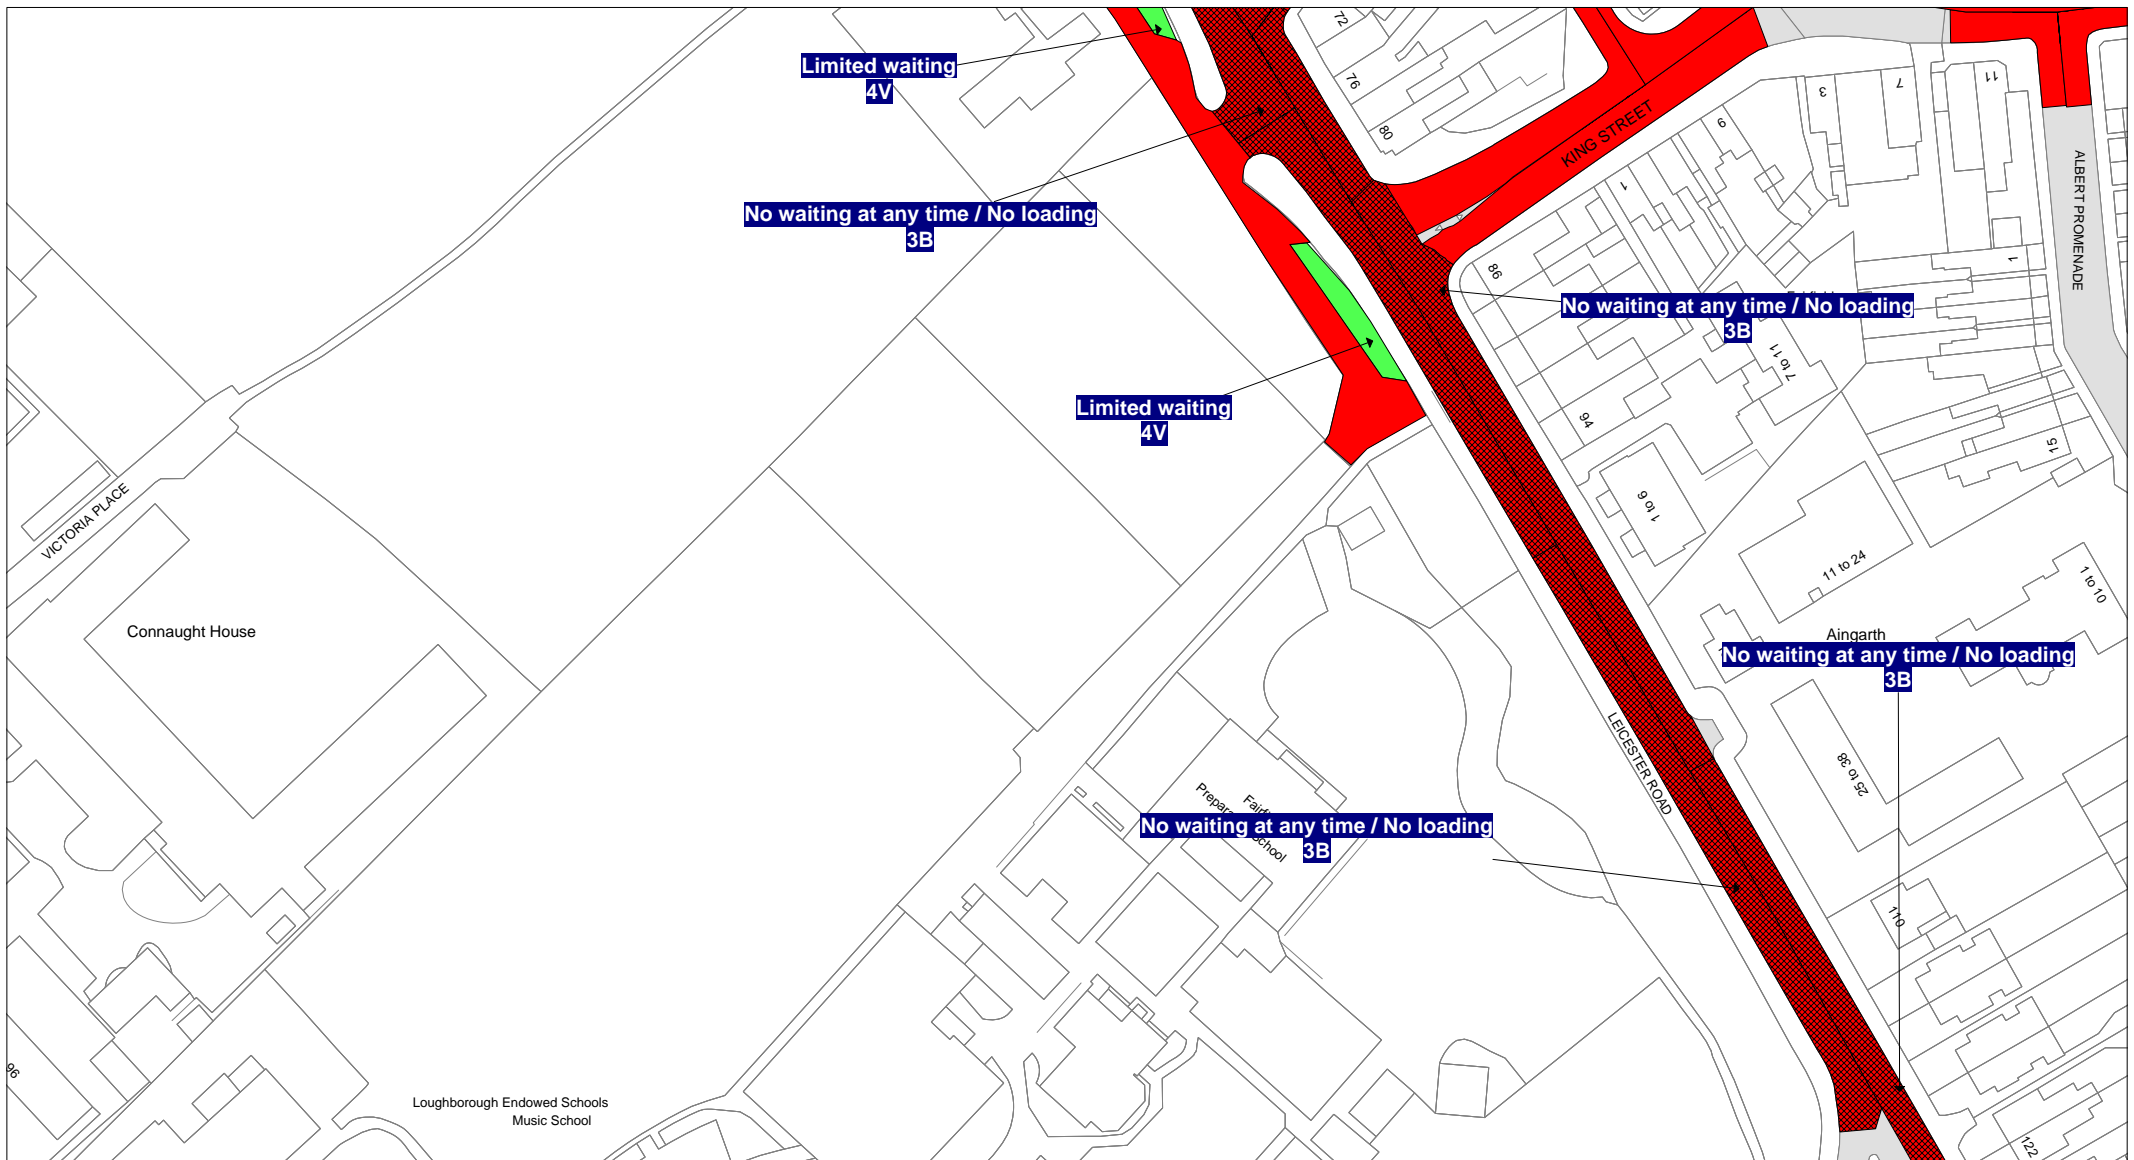 72
76
80
Limited waiting
4V
KING STREET
9
3
7
11
ALBERT PROMENADE
No waiting at any time / No loading
3B
1
1
86
No waiting at any time / No loading
3B
7 to 11
Limited waiting
4V
94
115
VICTORIA PLACE
1 to 6
11 to 24
1 to 10
Connaught House
Aingarth
No waiting at any time / No loading
3B
LEICESTER ROAD
25 to 38
No waiting at any time / No loading
3B
110
96
Loughborough Endowed Schools
Music School
122